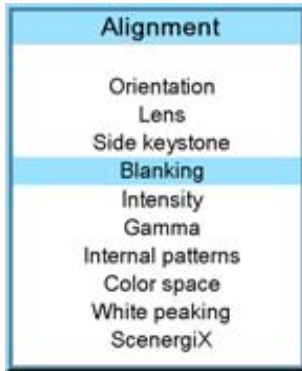 Alignment
Orientation
Lens
Side keystone
Blanking
Intensity
Gamma
Internal patterns
Color space
White peaking
ScenergiX